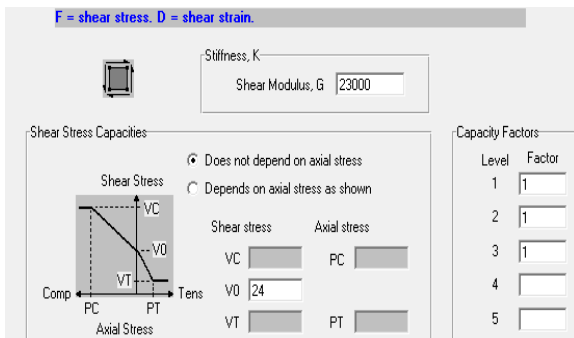 F = shear stress. D = shear strain.
Stiffness, K
Shear Modulus, G 23000
Shear Stress Capacities
Does not depend on axial stress
Depends on axial stress as shown
Shear Stress
VC
V0
VT
Comp
Tens
PC
PT
Axial Stress
Shear stress Axial stress
VC PC
V0 24
VT PT
Capacity Factors
Level Factor
1 1
2 1
3 1
4
5